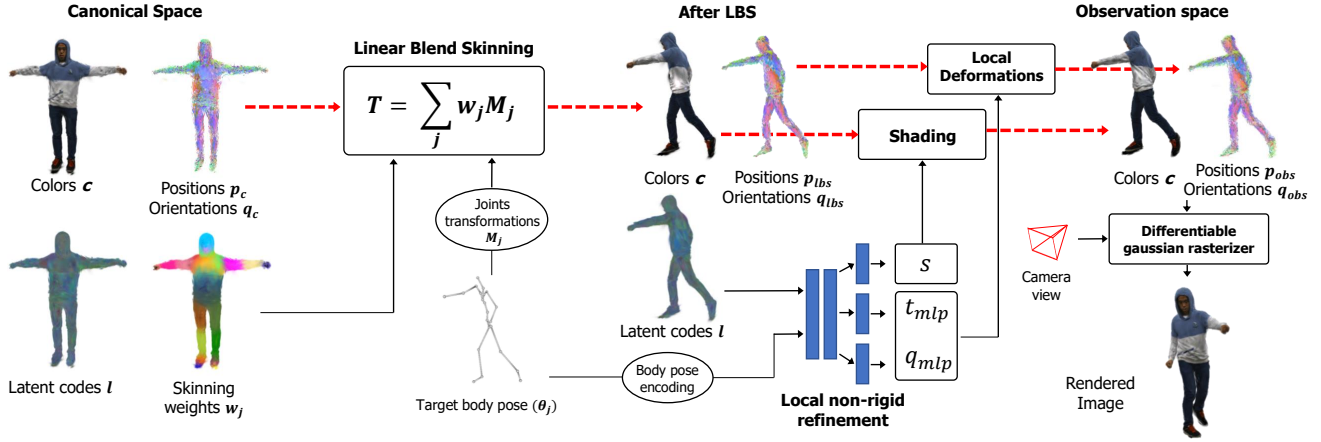 Canonical Space
Colors c
Positions p_c
Orientations q_c
Latent codes l
Skinning
weights w_j
Linear Blend Skinning
T = ∑_j w_j M_j
Joints
transformations
M_j
Target body pose (θ_j)
After LBS
Colors c
Positions p_lbs
Orientations q_lbs
Latent codes l
Body pose
encoding
Local non-rigid
refinement
S
t_mlp
q_mlp
Local
Deformations
Shading
Observation space
Colors c
Positions p_obs
Orientations q_obs
Differentiable
gaussian rasterizer
Camera
view
Rendered
Image